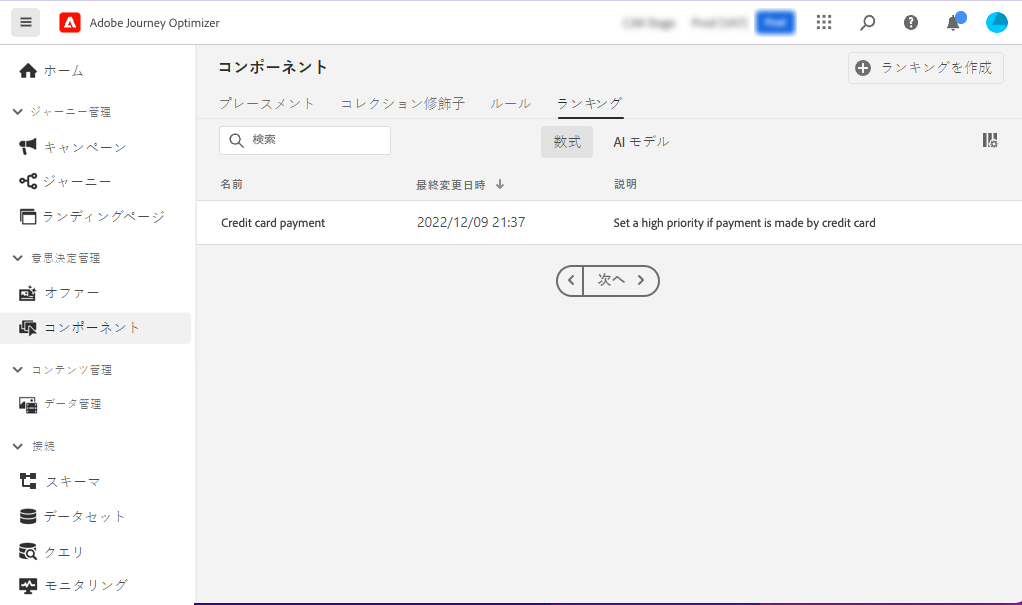 Adobe Journey Optimizer
ホーム
ジャーニー管理
キャンペーン
ジャーニー
ランディングページ
意思決定管理
オファー
コンポーネント
コンテンツ管理
データ管理
接続
スキーマ
データセット
クエリ
モニタリング
コンポーネント
ランキングを作成
プレースメント コレクション修飾子 ルール ランキング
検索
数式 AI モデル
名前 最終変更日時 説明
Credit card payment 2022/12/09 21:37 Set a high priority if payment is made by credit card
次へ